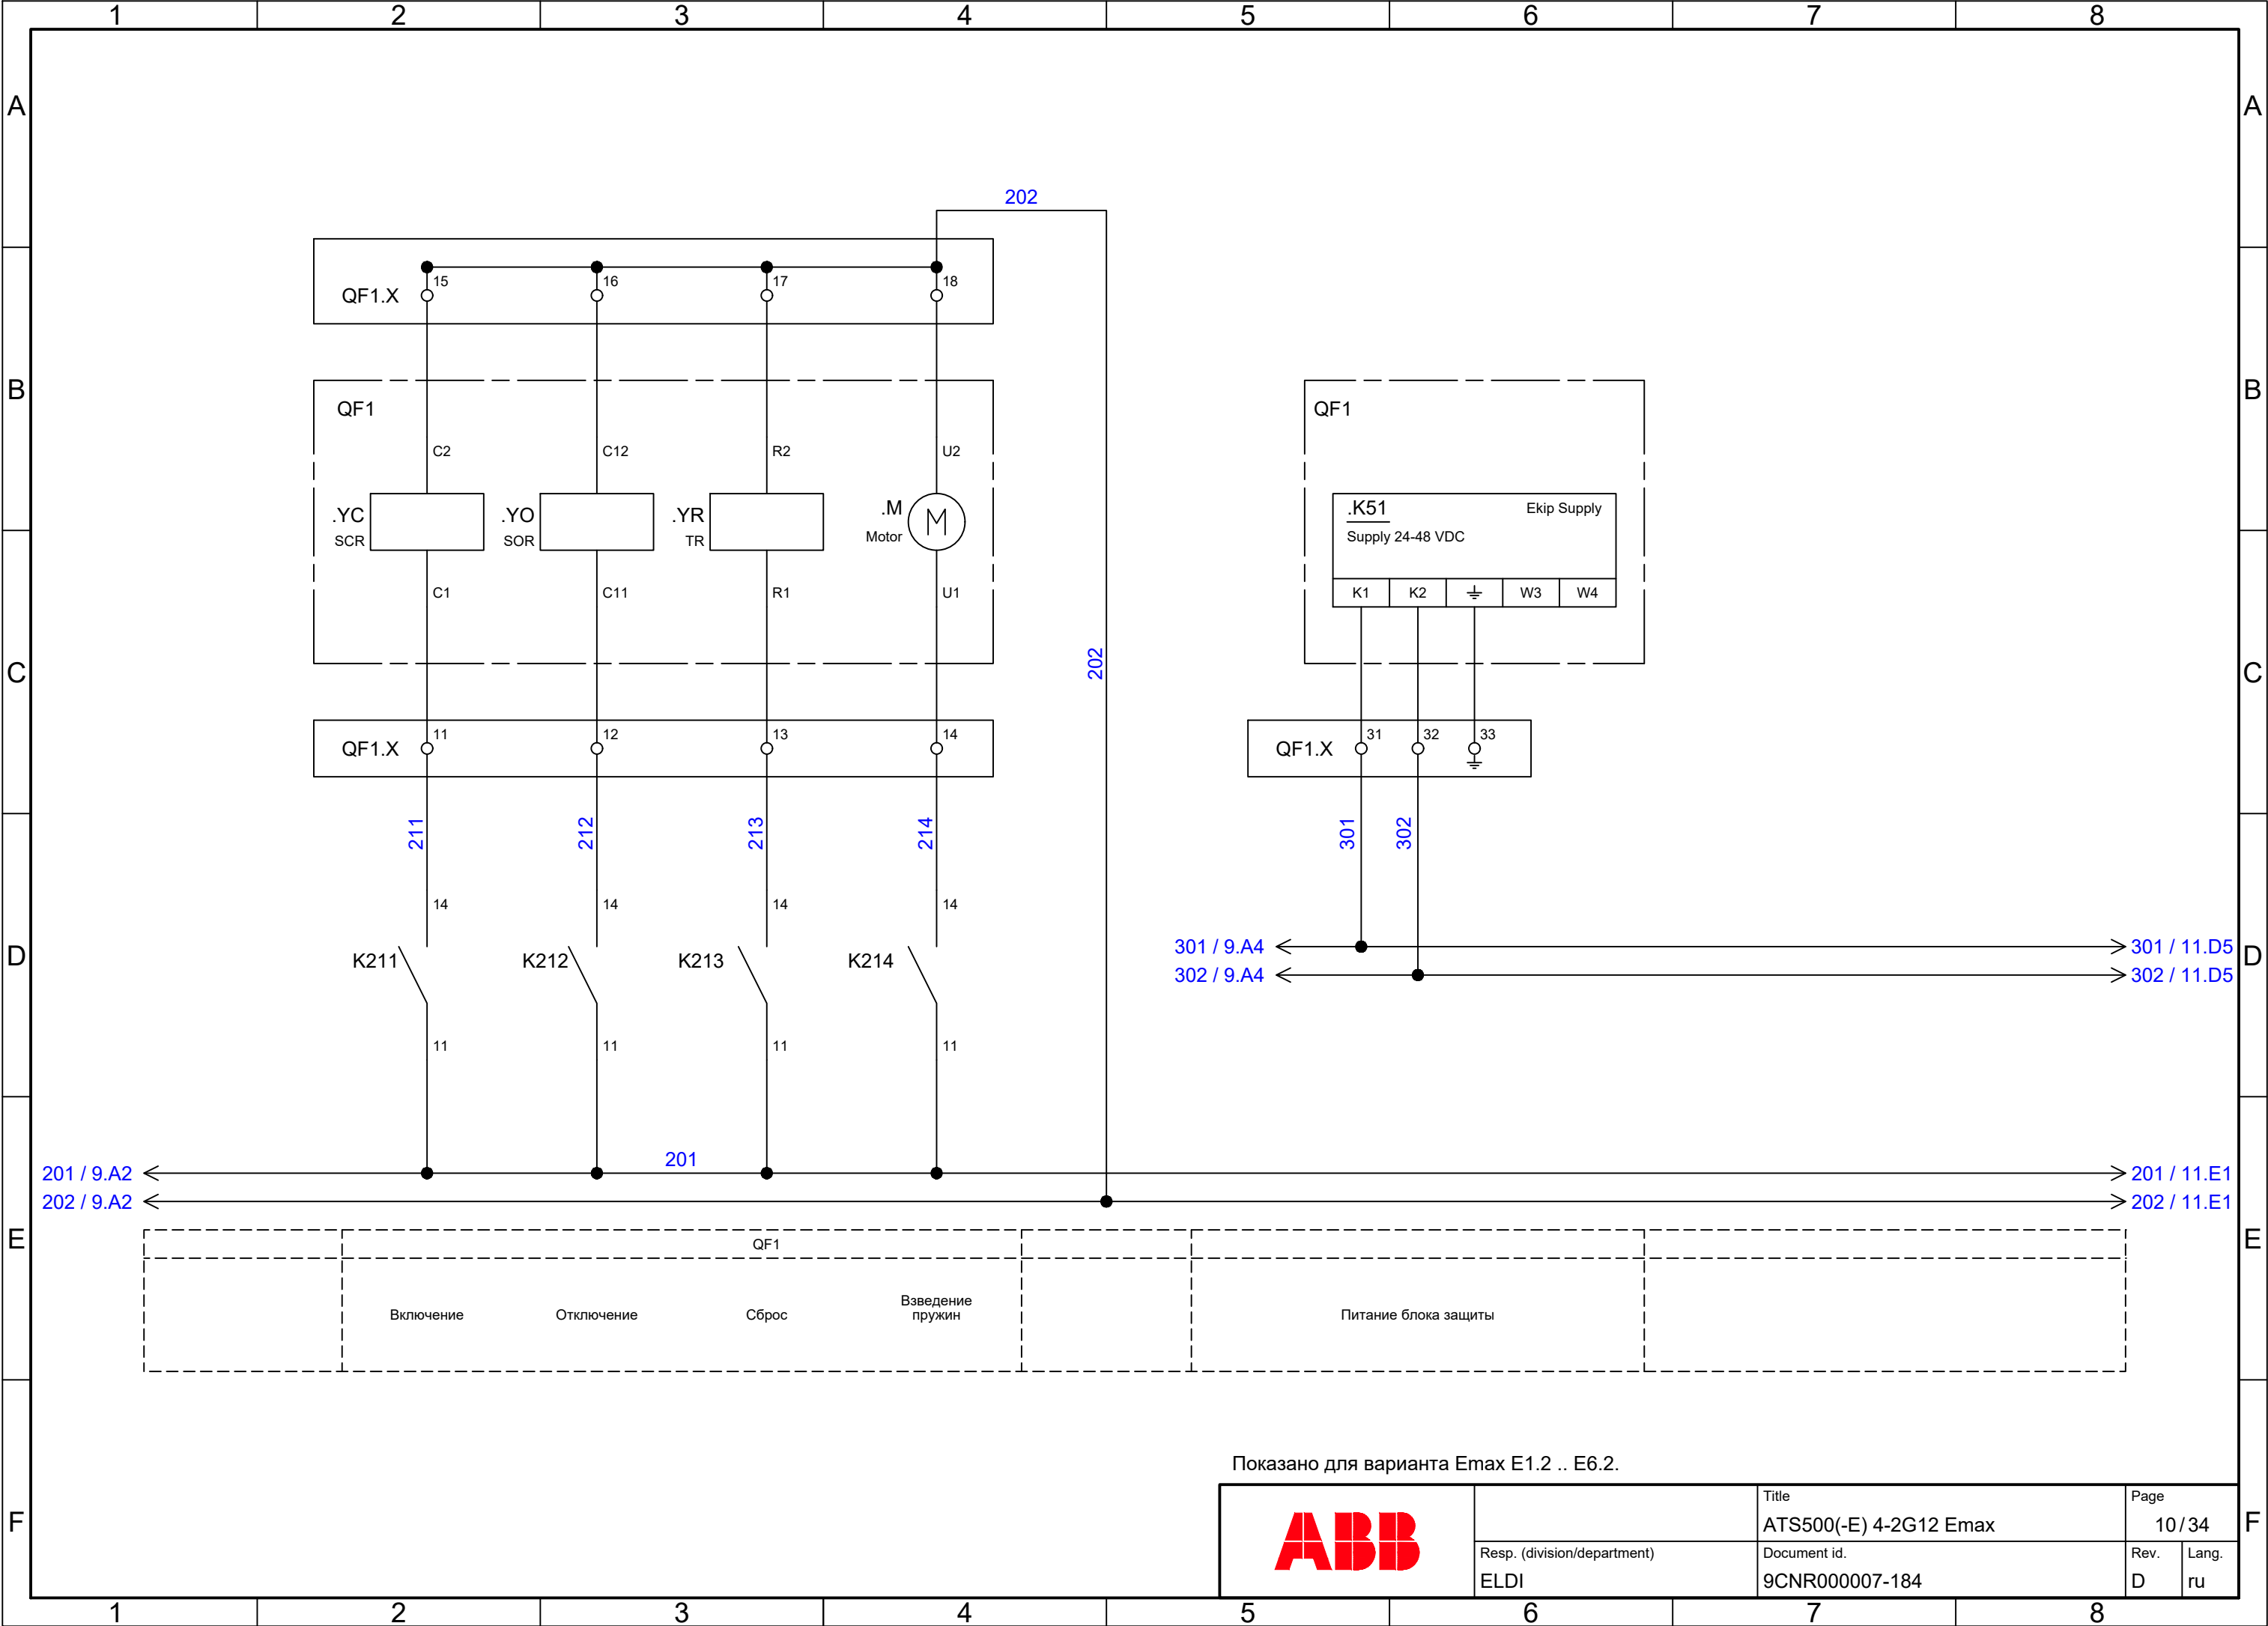 1 2 3 4 5 6 7 8
A A
202
15 16 17 18
QF1.X
B B
QF1 QF1
C2 C12 R2 U2
.YC SCR .YO SOR .YR TR .M Motor M
.K51 Ekip Supply
Supply 24-48 VDC
C1 C11 R1 U1
K1 K2 W3 W4
202
C C
QF1.X 11 12 13 14
QF1.X 31 32 33
211 212 213 214 301 302
14 14 14 14
301 / 9.A4 301 / 11.D5
D D
K211 K212 K213 K214
302 / 9.A4 302 / 11.D5
11 11 11 11
201
201 / 9.A2 201 / 11.E1
202 / 9.A2 202 / 11.E1
E E
QF1
Включение Отключение Сброс Взведение
пружин
Питание блока защиты
Показано для варианта Emax E1.2 .. E6.2.
ABB
Title Page
ATS500(-E) 4-2G12 Emax 10/34
F F
Resp. (division/department) Document id. Rev. Lang.
ELDI 9CNR000007-184 D ru
1 2 3 4 5 6 7 8